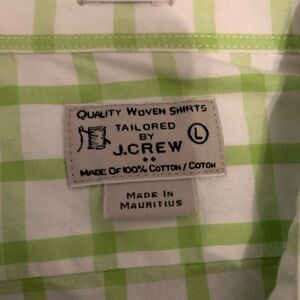 QUALITY WOVEN SHIRTS
TAILORED
BY
L
J.CREW
MADE OF 100% COTTON / COTON
MADE IN
MAURITIUS